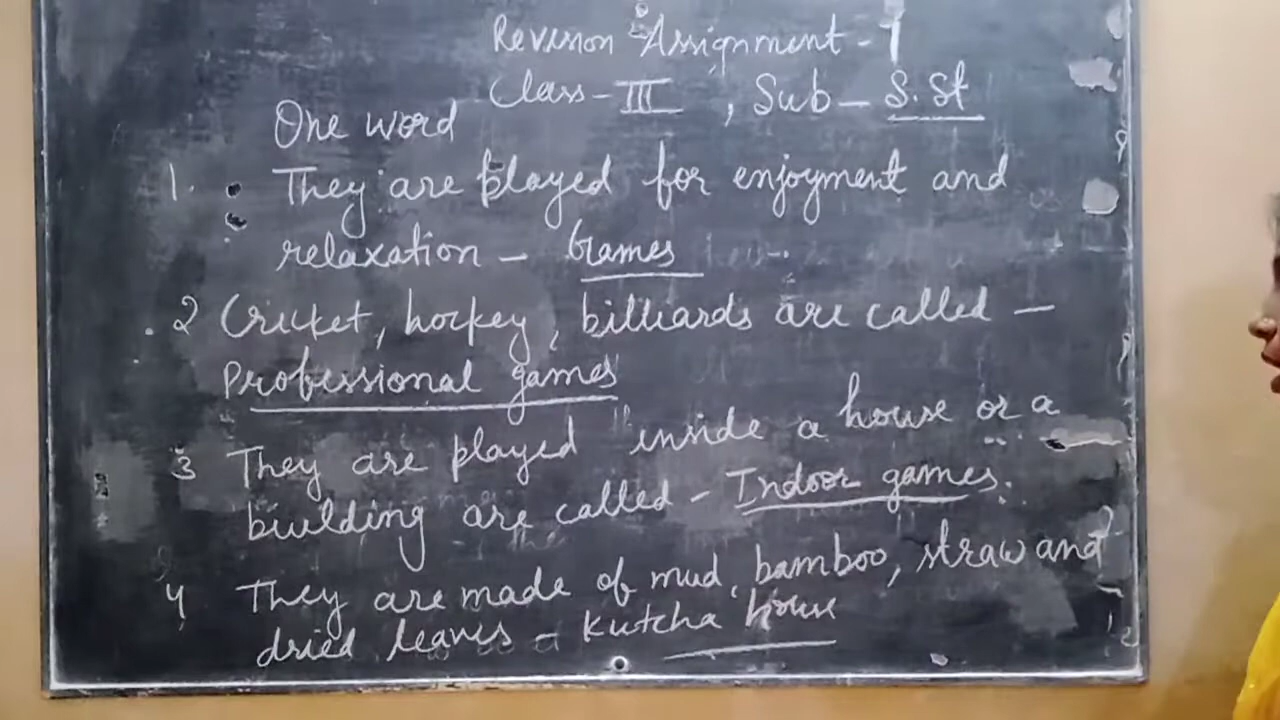 Revison Assignment - 1
Class - III , Sub - S.St
One word
1. They are played for enjoyment and
relaxation - Games
2 Cricket, hockey, billiards are called -
Professional games
3 They are played inside a house or a
building are called - Indoor games.
4 They are made of mud, bamboo, straw and
dried leaves - Kutcha house